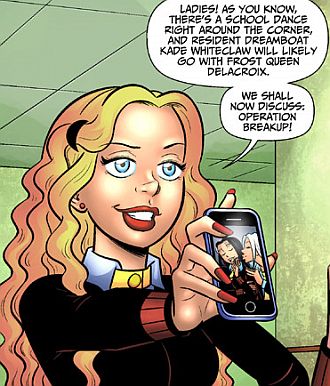 LADIES! AS YOU KNOW,
THERE'S A SCHOOL DANCE
RIGHT AROUND THE CORNER,
AND RESIDENT DREAMBOAT
KADE WHITECLAW WILL LIKELY
GO WITH FROST QUEEN
DELACROIX.
WE SHALL
NOW DISCUSS:
OPERATION
BREAKUP!